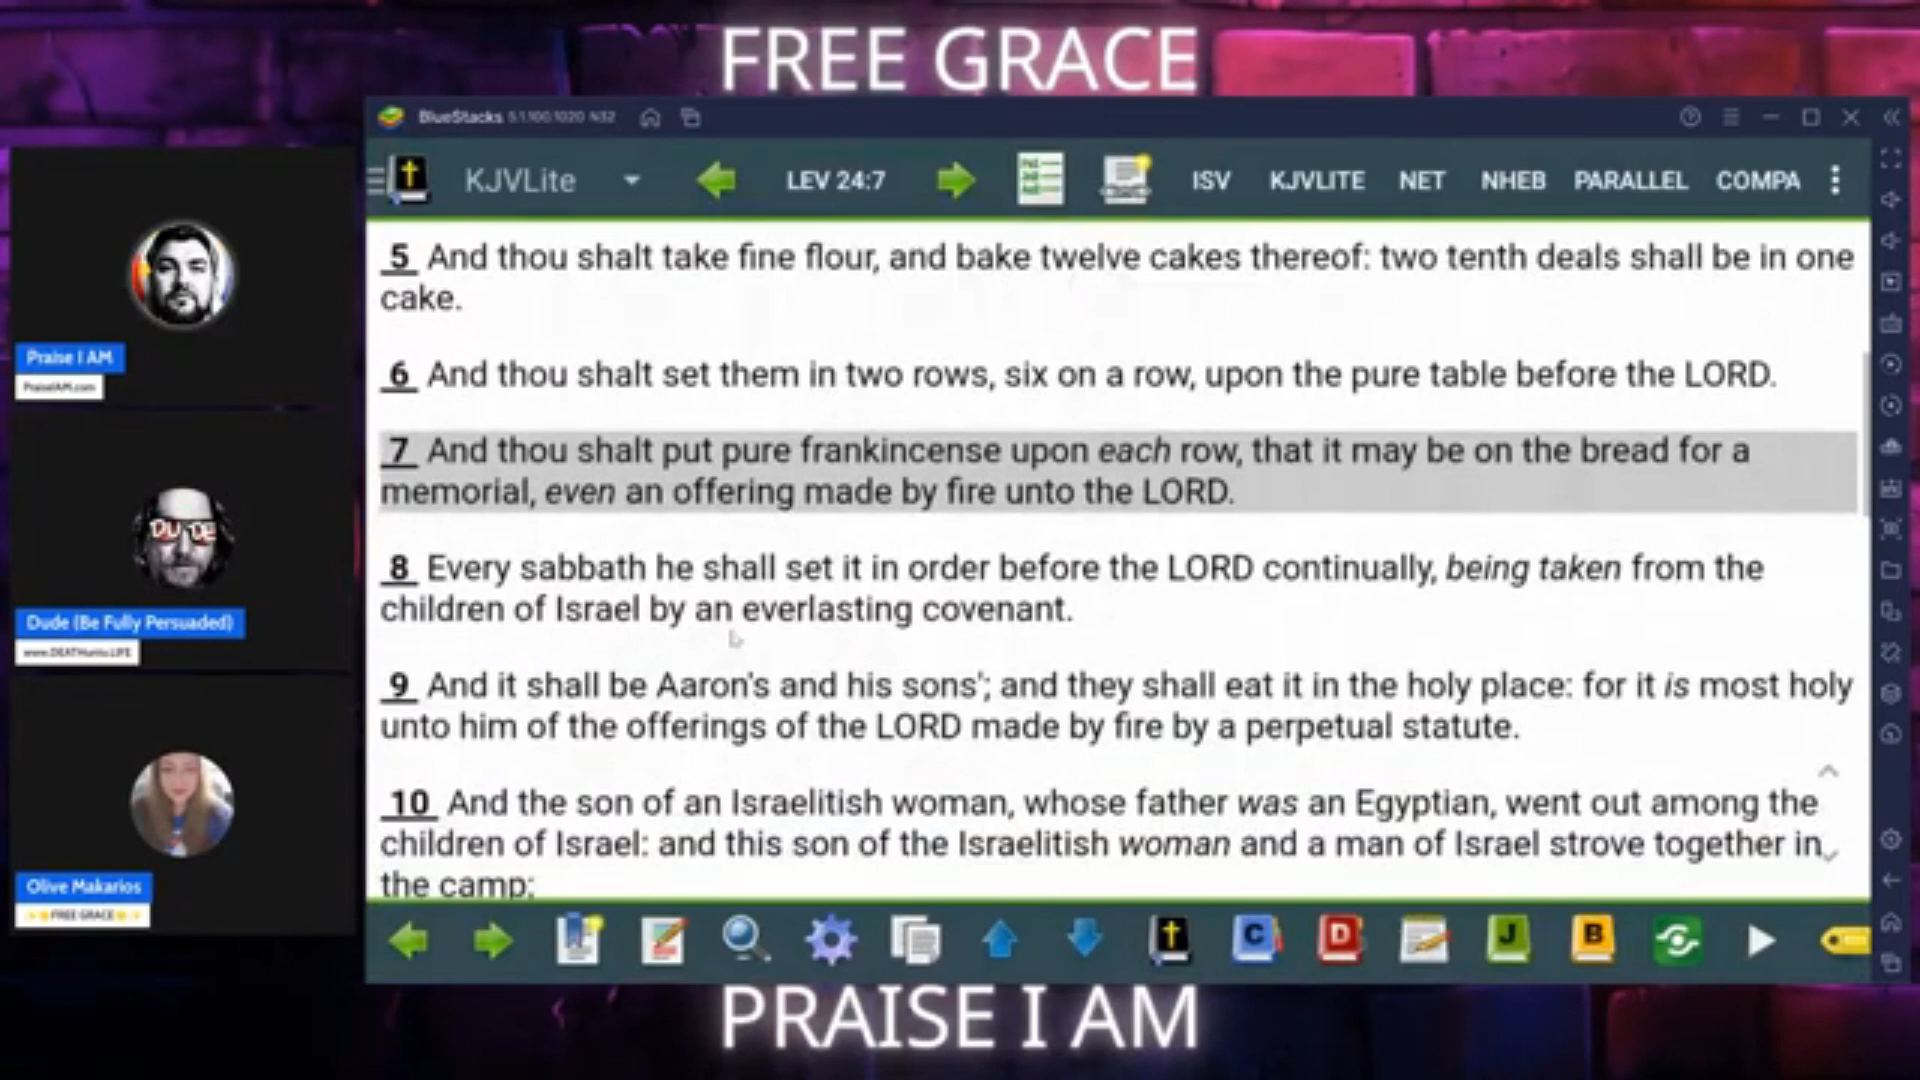 FREE GRACE
BlueStacks 5.1.100.1020 N32
KJVLite
LEV 24:7
ISV KJVLITE NET NHEB PARALLEL COMPA
5 And thou shalt take fine flour, and bake twelve cakes thereof: two tenth deals shall be in one
cake.
6 And thou shalt set them in two rows, six on a row, upon the pure table before the LORD.
7 And thou shalt put pure frankincense upon each row, that it may be on the bread for a
memorial, even an offering made by fire unto the LORD.
8 Every sabbath he shall set it in order before the LORD continually, being taken from the
children of Israel by an everlasting covenant.
9 And it shall be Aaron's and his sons'; and they shall eat it in the holy place: for it is most holy
unto him of the offerings of the LORD made by fire by a perpetual statute.
10 And the son of an Israelitish woman, whose father was an Egyptian, went out among the
children of Israel: and this son of the Israelitish woman and a man of Israel strove together in
the camp;
C D J B
Praise I AM
PraiseIAM.com
DUDE
Dude (Be Fully Persuaded)
www.DEATHunto.LIFE
Olive Makarios
FREE GRACE
PRAISE I AM